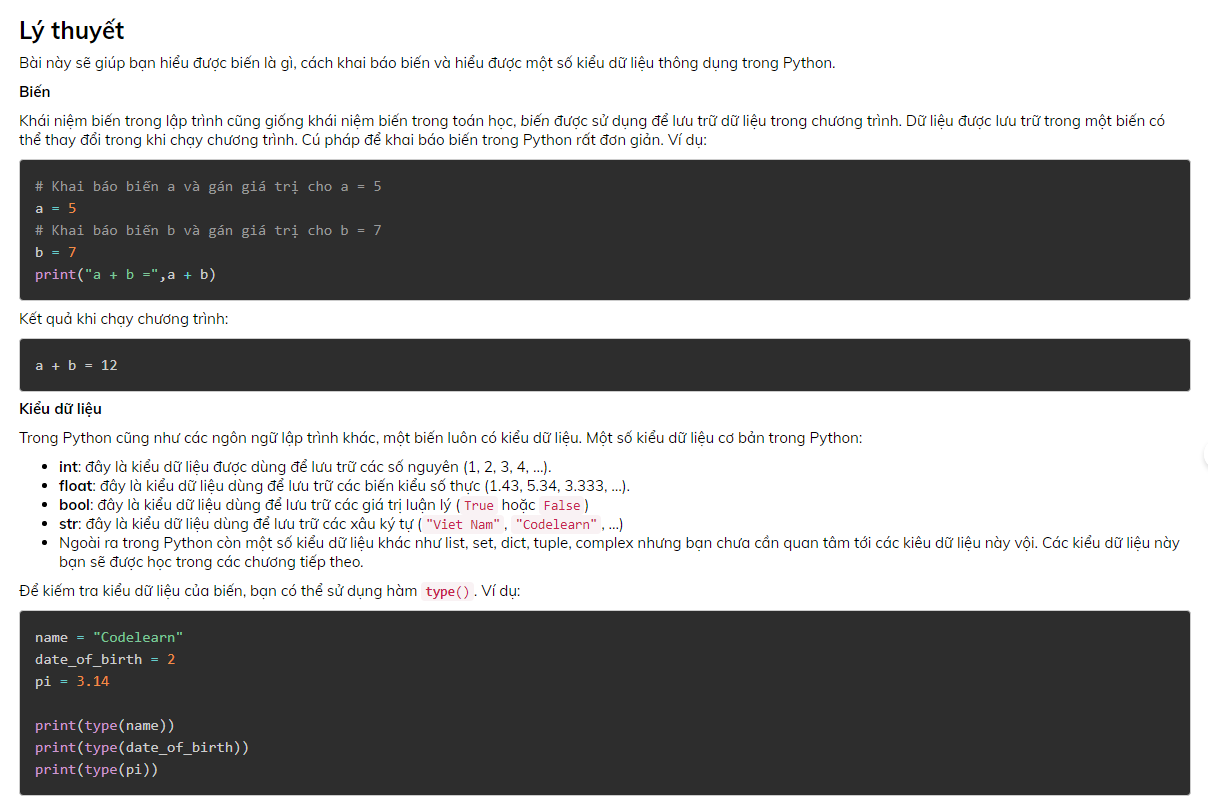 Lý thuyết
Bài này sẽ giúp bạn hiểu được biến là gì, cách khai báo biến và hiểu được một số kiểu dữ liệu thông dụng trong Python.
Biến
Khái niệm biến trong lập trình cũng giống khái niệm biến trong toán học, biến được sử dụng để lưu trữ dữ liệu trong chương trình. Dữ liệu được lưu trữ trong một biến có
thể thay đổi trong khi chạy chương trình. Cú pháp để khai báo biến trong Python rất đơn giản. Ví dụ:
# Khai báo biến a và gán giá trị cho a = 5
a = 5
# Khai báo biến b và gán giá trị cho b = 7
b = 7
print("a + b =",a + b)
Kết quả khi chạy chương trình:
a + b = 12
Kiểu dữ liệu
Trong Python cũng như các ngôn ngữ lập trình khác, một biến luôn có kiểu dữ liệu. Một số kiểu dữ liệu cơ bản trong Python:
• int: đây là kiểu dữ liệu được dùng để lưu trữ các số nguyên (1, 2, 3, 4, ...).
• float: đây là kiểu dữ liệu dùng để lưu trữ các biến kiểu số thực (1.43, 5.34, 3.333, ...).
• bool: đây là kiểu dữ liệu dùng để lưu trữ các giá trị luận lý ( True hoặc False )
• str: đây là kiểu dữ liệu dùng để lưu trữ các xâu ký tự ( "Viet Nam" , "Codelearn" , ...)
• Ngoài ra trong Python còn một số kiểu dữ liệu khác như list, set, dict, tuple, complex nhưng bạn chưa cần quan tâm tới các kiêu dữ liệu này vội. Các kiểu dữ liệu này
bạn sẽ được học trong các chương tiếp theo.
Để kiếm tra kiểu dữ liệu của biến, bạn có thể sử dụng hàm type() . Ví dụ:
name = "Codelearn"
date_of_birth = 2
pi = 3.14
print(type(name))
print(type(date_of_birth))
print(type(pi))